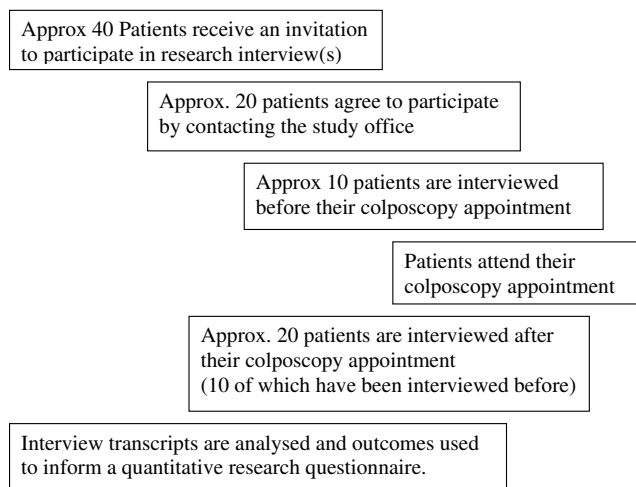 Approx 40 Patients receive an invitation
to participate in research interview(s)
Approx. 20 patients agree to participate
by contacting the study office
Approx 10 patients are interviewed
before their colposcopy appointment
Patients attend their
colposcopy appointment
Approx. 20 patients are interviewed after
their colposcopy appointment
(10 of which have been interviewed before)
Interview transcripts are analysed and outcomes used
to inform a quantitative research questionnaire.